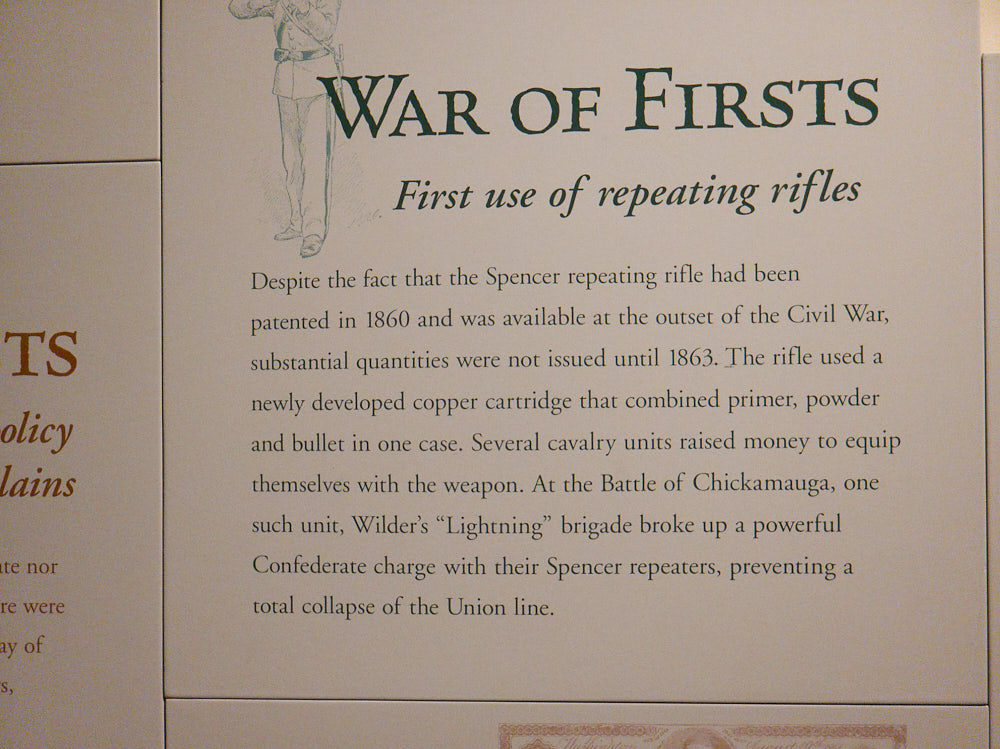 WAR OF FIRSTS
First use of repeating rifles
Despite the fact that the Spencer repeating rifle had been
patented in 1860 and was available at the outset of the Civil War,
substantial quantities were not issued until 1863. The rifle used a
newly developed copper cartridge that combined primer, powder
and bullet in one case. Several cavalry units raised money to equip
themselves with the weapon. At the Battle of Chickamauga, one
such unit, Wilder's “Lightning” brigade broke up a powerful
Confederate charge with their Spencer repeaters, preventing a
total collapse of the Union line.
TS
olicy
lains
te nor
re were
ay of
s,